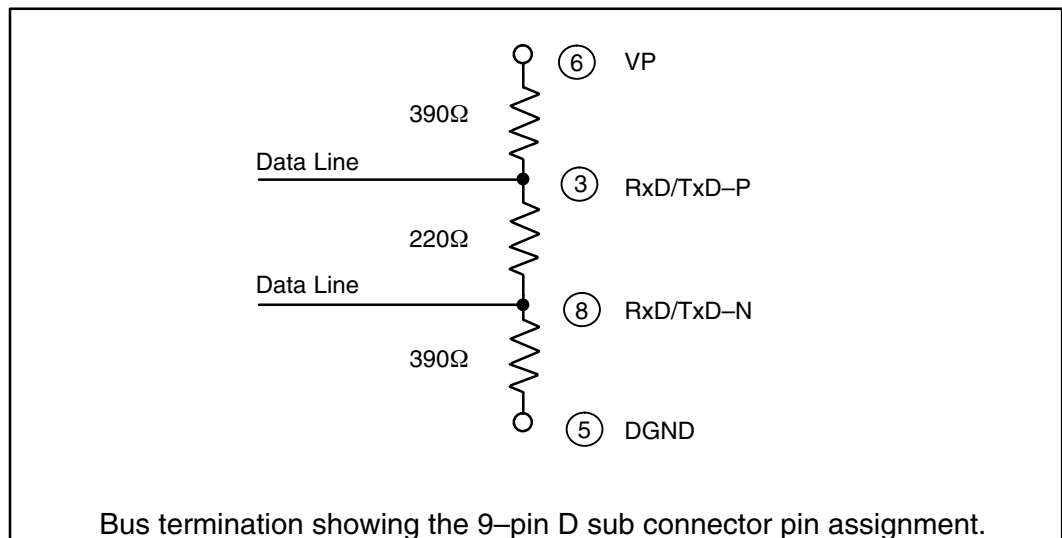 6 VP
390Ω
Data Line
3 RxD/TxD–P
220Ω
Data Line
8 RxD/TxD–N
390Ω
5 DGND
Bus termination showing the 9–pin D sub connector pin assignment.